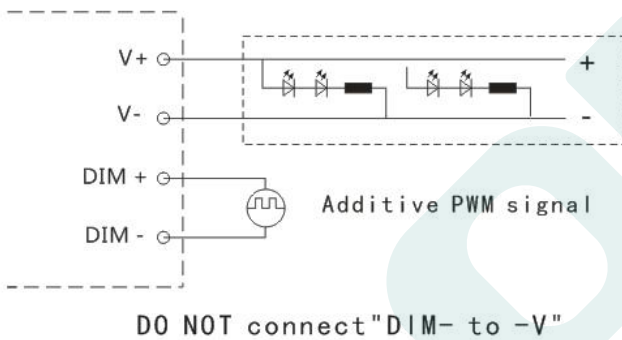 V+
+
V-
-
DIM +
Additive PWM signal
DIM -
DO NOT connect"DIM- to -V"